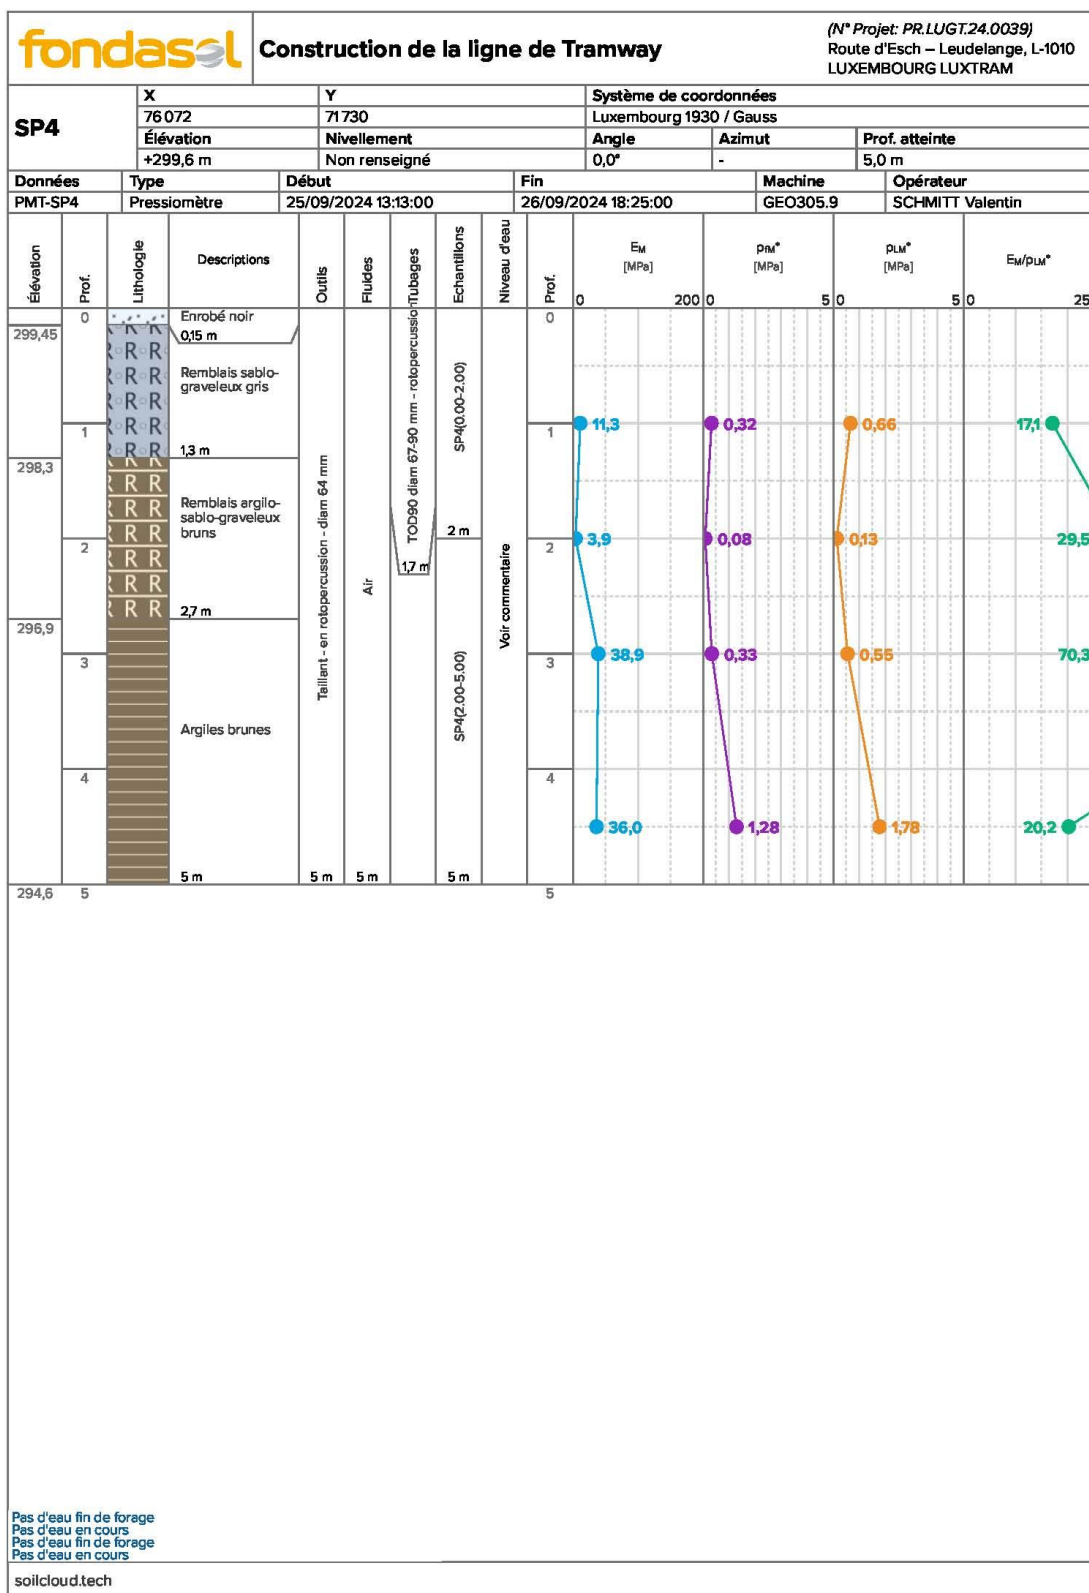 fondasol
Construction de la ligne de Tramway
(N° Projet: PR.LUGT.24.0039)
Route d'Esch – Leudelange, L-1010
LUXEMBOURG LUXTRAM
SP4
X Y Système de coordonnées
76 072 71 730 Luxembourg 1930 / Gauss
Élévation Nivellement Angle Azimut Prof. atteinte
+299,6 m Non renseigné 0,0° - 5,0 m
Données Type Début Fin Machine Opérateur
PMT-SP4 Pressiomètre 25/09/2024 13:13:00 26/09/2024 18:25:00 GEO305.9 SCHMITT Valentin
Élévation
Prof.
Lithologie
Descriptions
Outils
Fluides
Tubages
Echantillons
Niveau d'eau
Prof.
EM
[MPa]
0 200
pfM*
[MPa]
0 5
pLM*
[MPa]
0 5
EM/pLM*
0 25
299,45
298,3
296,9
294,6
0
1
2
3
4
5
R R R
R R R
R R R
R R R
R R R
R R R
R R R
R R R
R R R
R R R
R R R
R R R
R R R
Enrobé noir
0,15 m
Remblais sablo-
graveleux gris
1,3 m
Remblais argilo-
sablo-graveleux
bruns
2,7 m
Argiles brunes
5 m
Taillant - en rotopercussion - diam 64 mm
5 m
Air
5 m
TOD90 diam 67-90 mm - rotopercussion
1,7 m
SP4(0.00-2.00)
2 m
SP4(2.00-5.00)
5 m
Voir commentaire
0
1
2
3
4
5
11,3 0,32 0,66 17,1
3,9 0,08 0,13 29,5
38,9 0,33 0,55 70,3
36,0 1,28 1,78 20,2
Pas d'eau fin de forage
Pas d'eau en cours
Pas d'eau fin de forage
Pas d'eau en cours
soilcloud.tech